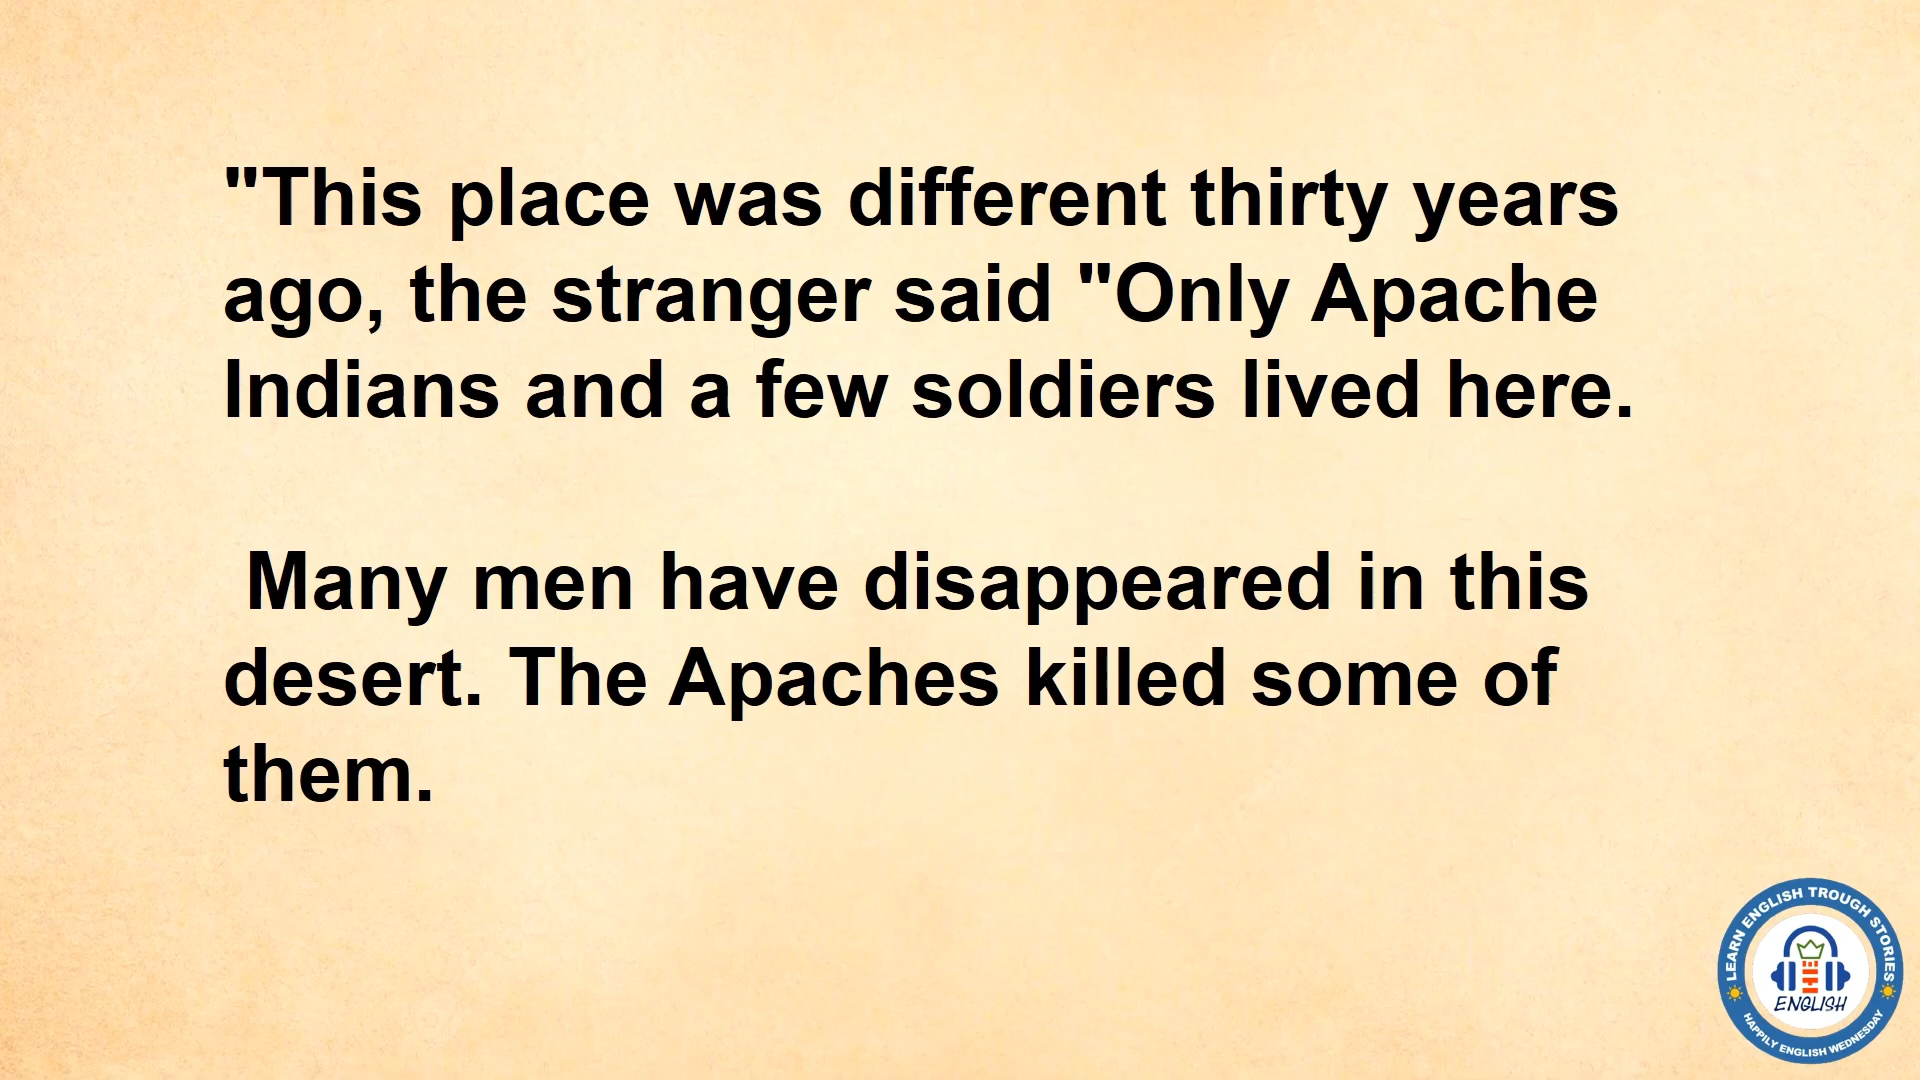 "This place was different thirty years
ago, the stranger said "Only Apache
Indians and a few soldiers lived here.
Many men have disappeared in this
desert. The Apaches killed some of
them.
LEARN ENGLISH TROUGH STORIES
ENGLISH
HAPPILY ENGLISH WEDNESDAY